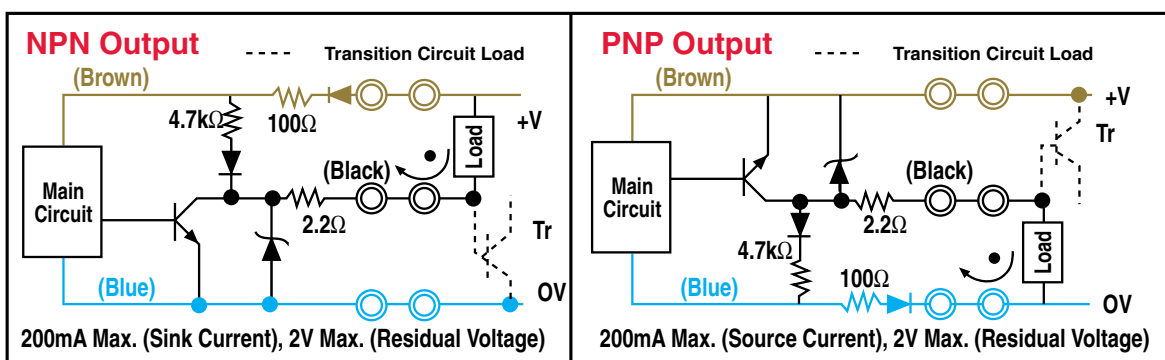 NPN Output
Transition Circuit Load
(Brown)
4.7kΩ
100Ω
+V
Load
Main
Circuit
(Black)
2.2Ω
Tr
(Blue)
OV
200mA Max. (Sink Current), 2V Max. (Residual Voltage)
PNP Output
Transition Circuit Load
(Brown)
+V
Tr
Main
Circuit
(Black)
2.2Ω
4.7kΩ
Load
100Ω
(Blue)
OV
200mA Max. (Source Current), 2V Max. (Residual Voltage)